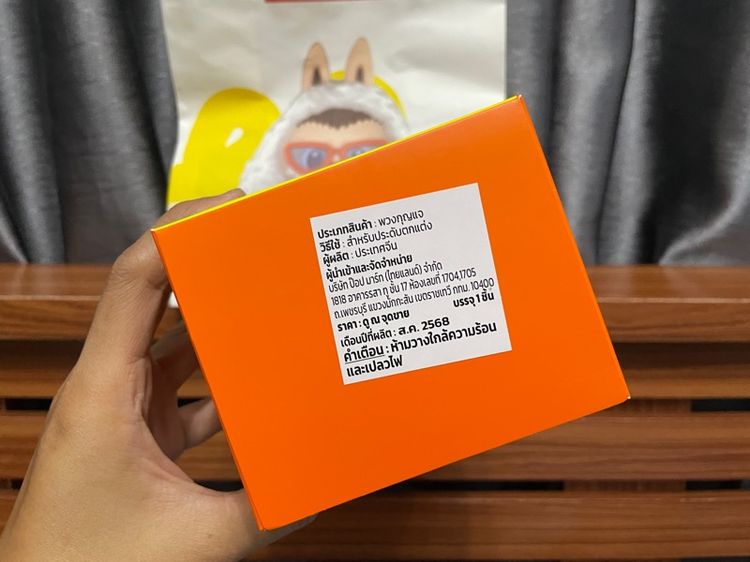 ประเภทสินค้า : พวงกุญแจ
วิธีใช้ : สำหรับประดับตกแต่ง
ผู้ผลิต : ประเทศจีน
ผู้นำเข้าและจัดจำหน่าย
บริษัท ป๊อป มาร์ท (ไทยแลนด์) จำกัด
1818 อาคารรสา ทู ชั้น 17 ห้องเลขที่ 1704,1705
ถ.เพชรบุรี แขวงมักกะสัน เขตราชเทวี กทม. 10400
ราคา : ดู ณ จุดขาย บรรจุ 1 ชิ้น
เดือนปีที่ผลิต : ส.ค. 2568
คำเตือน : ห้ามวางใกล้ความร้อน
และเปลวไฟ